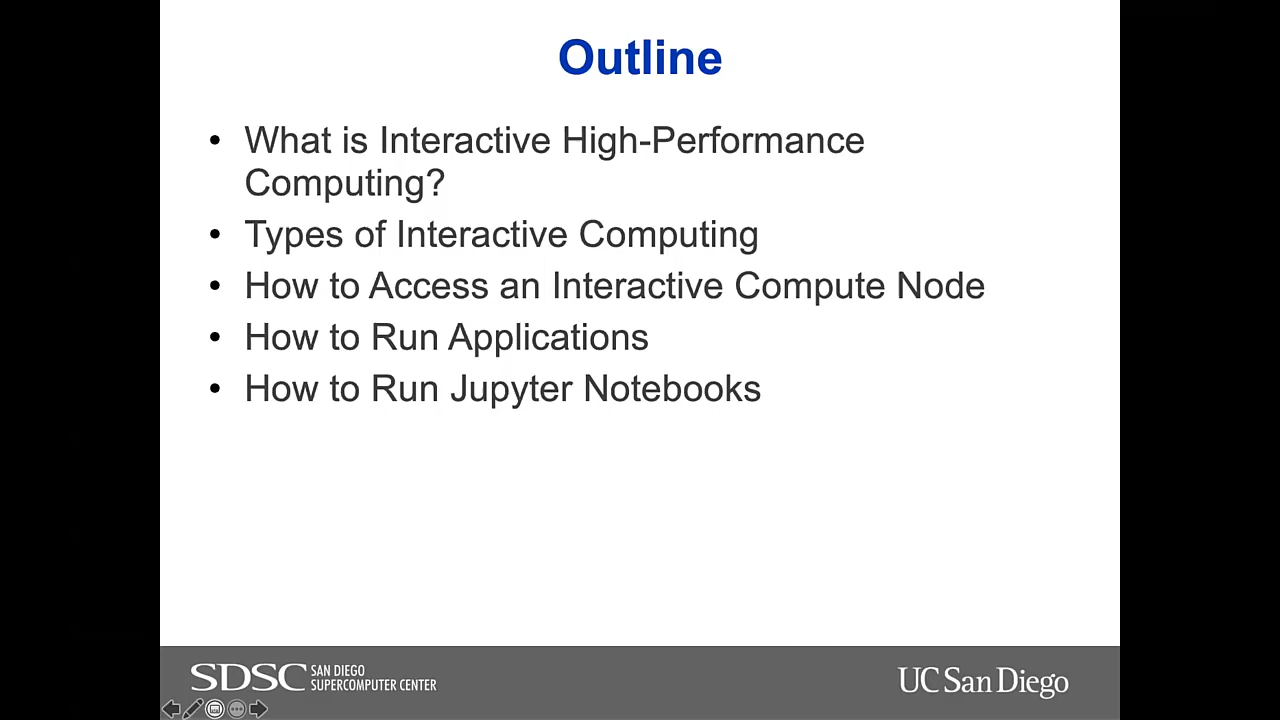 Outline
• What is Interactive High-Performance
Computing?
• Types of Interactive Computing
• How to Access an Interactive Compute Node
• How to Run Applications
• How to Run Jupyter Notebooks
SDSC SAN DIEGO
SUPERCOMPUTER CENTER
UC San Diego